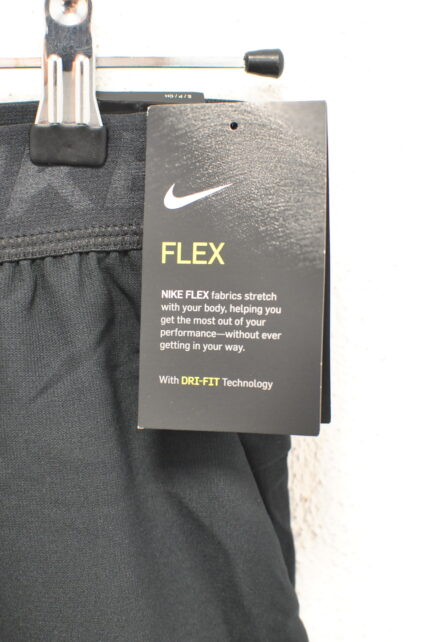 FLEX
NIKE FLEX fabrics stretch
with your body, helping you
get the most out of your
performance—without ever
getting in your way.
With DRI-FIT Technology